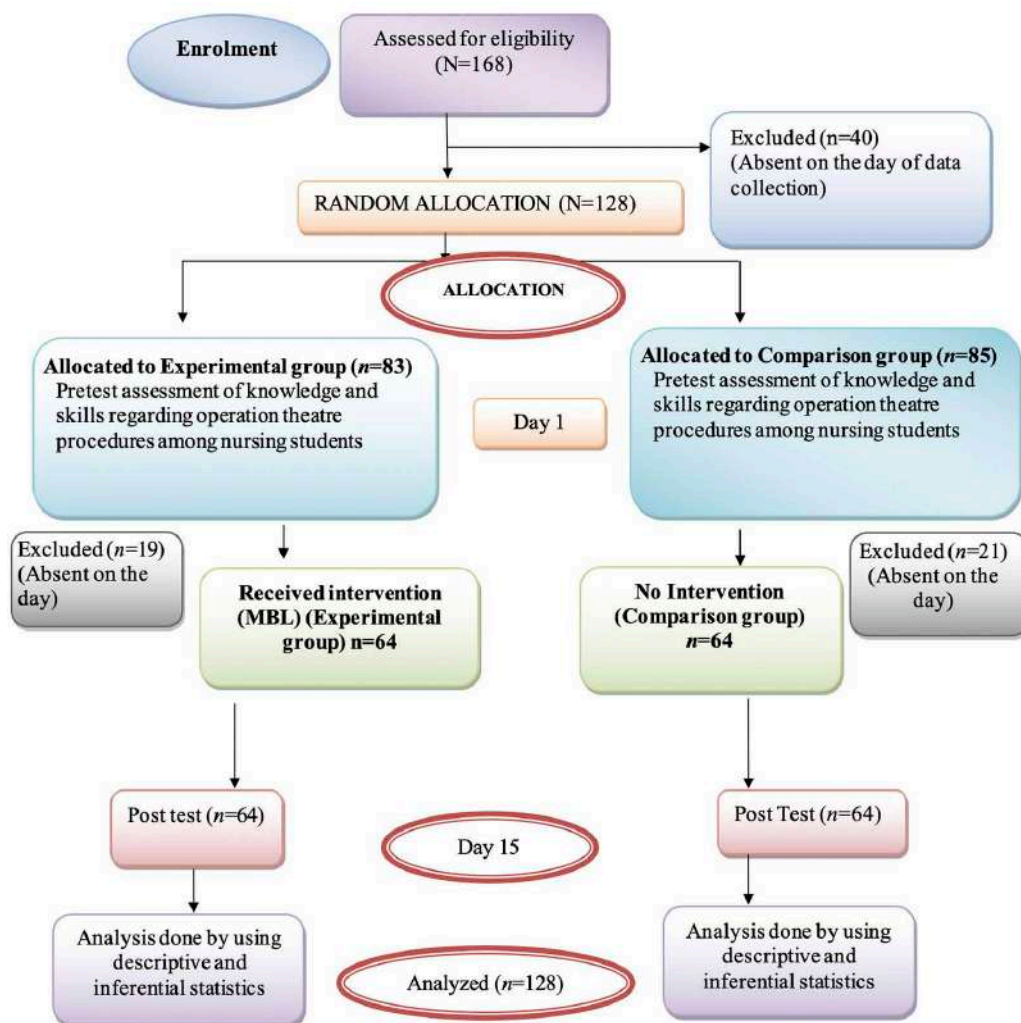 Enrolment
Assessed for eligibility
(N=168)
Excluded (n=40)
(Absent on the day of data
collection)
RANDOM ALLOCATION (N=128)
ALLOCATION
Allocated to Experimental group (n=83)
Pretest assessment of knowledge and
skills regarding operation theatre
procedures among nursing students
Allocated to Comparison group (n=85)
Pretest assessment of knowledge and
skills regarding operation theatre
procedures among nursing students
Day 1
Excluded (n=19)
(Absent on the
day)
Received intervention
(MBL) (Experimental
group) n=64
No Intervention
(Comparison group)
n=64
Excluded (n=21)
(Absent on the
day)
Post test (n=64)
Day 15
Post Test (n=64)
Analysis done by using
descriptive and
inferential statistics
Analyzed (n=128)
Analysis done by using
descriptive and
inferential statistics